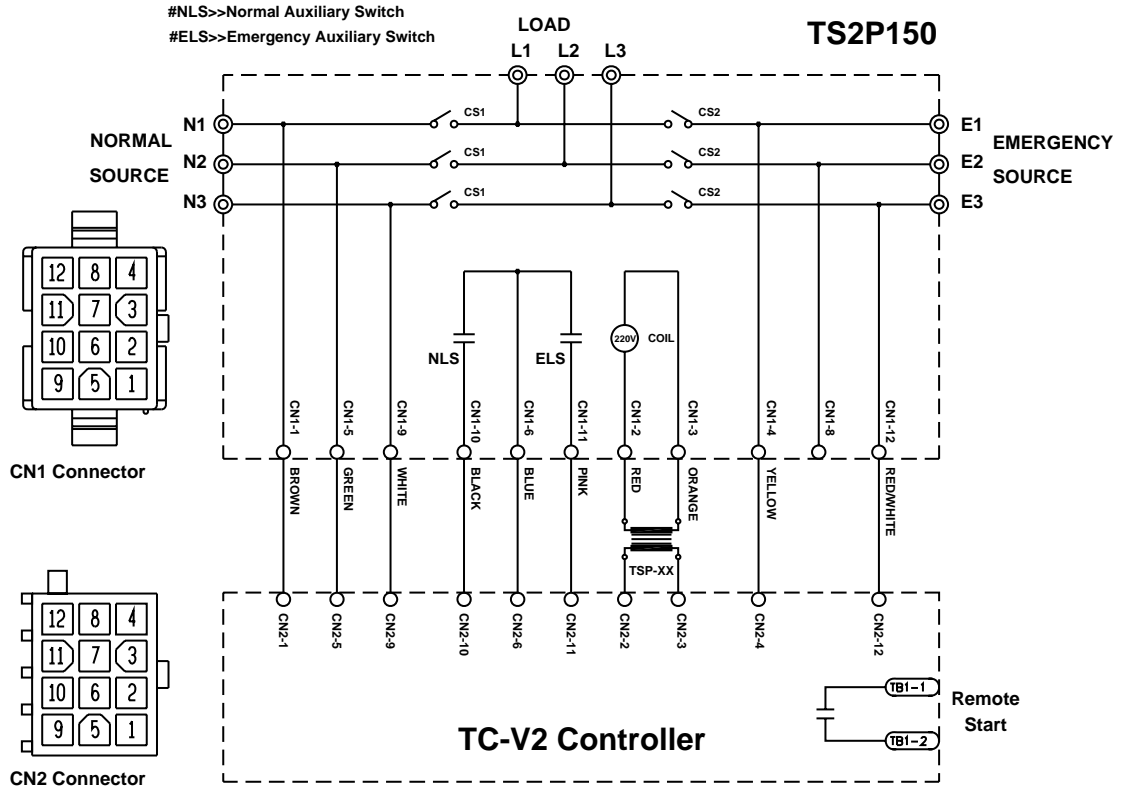 #NLS>>Normal Auxiliary Switch
#ELS>>Emergency Auxiliary Switch
LOAD
TS2P150
L1 L2 L3
N1 CS1 CS2 E1
NORMAL
SOURCE
N2 CS1 CS2 E2
EMERGENCY
SOURCE
N3 CS1 CS2 E3
12 8 4
11 7 3
10 6 2
9 5 1
CN1 Connector
NLS ELS 220V COIL
CN1-1 CN1-5 CN1-9 CN1-10 CN1-6 CN1-11 CN1-2 CN1-3 CN1-4 CN1-8 CN1-12
BROWN GREEN WHITE BLACK BLUE PINK RED ORANGE YELLOW RED/WHITE
TSP-XX
CN2-1 CN2-5 CN2-9 CN2-10 CN2-6 CN2-11 CN2-2 CN2-3 CN2-4 CN2-12
12 8 4
11 7 3
10 6 2
9 5 1
CN2 Connector
TC-V2 Controller
TB1-1
TB1-2
Remote
Start